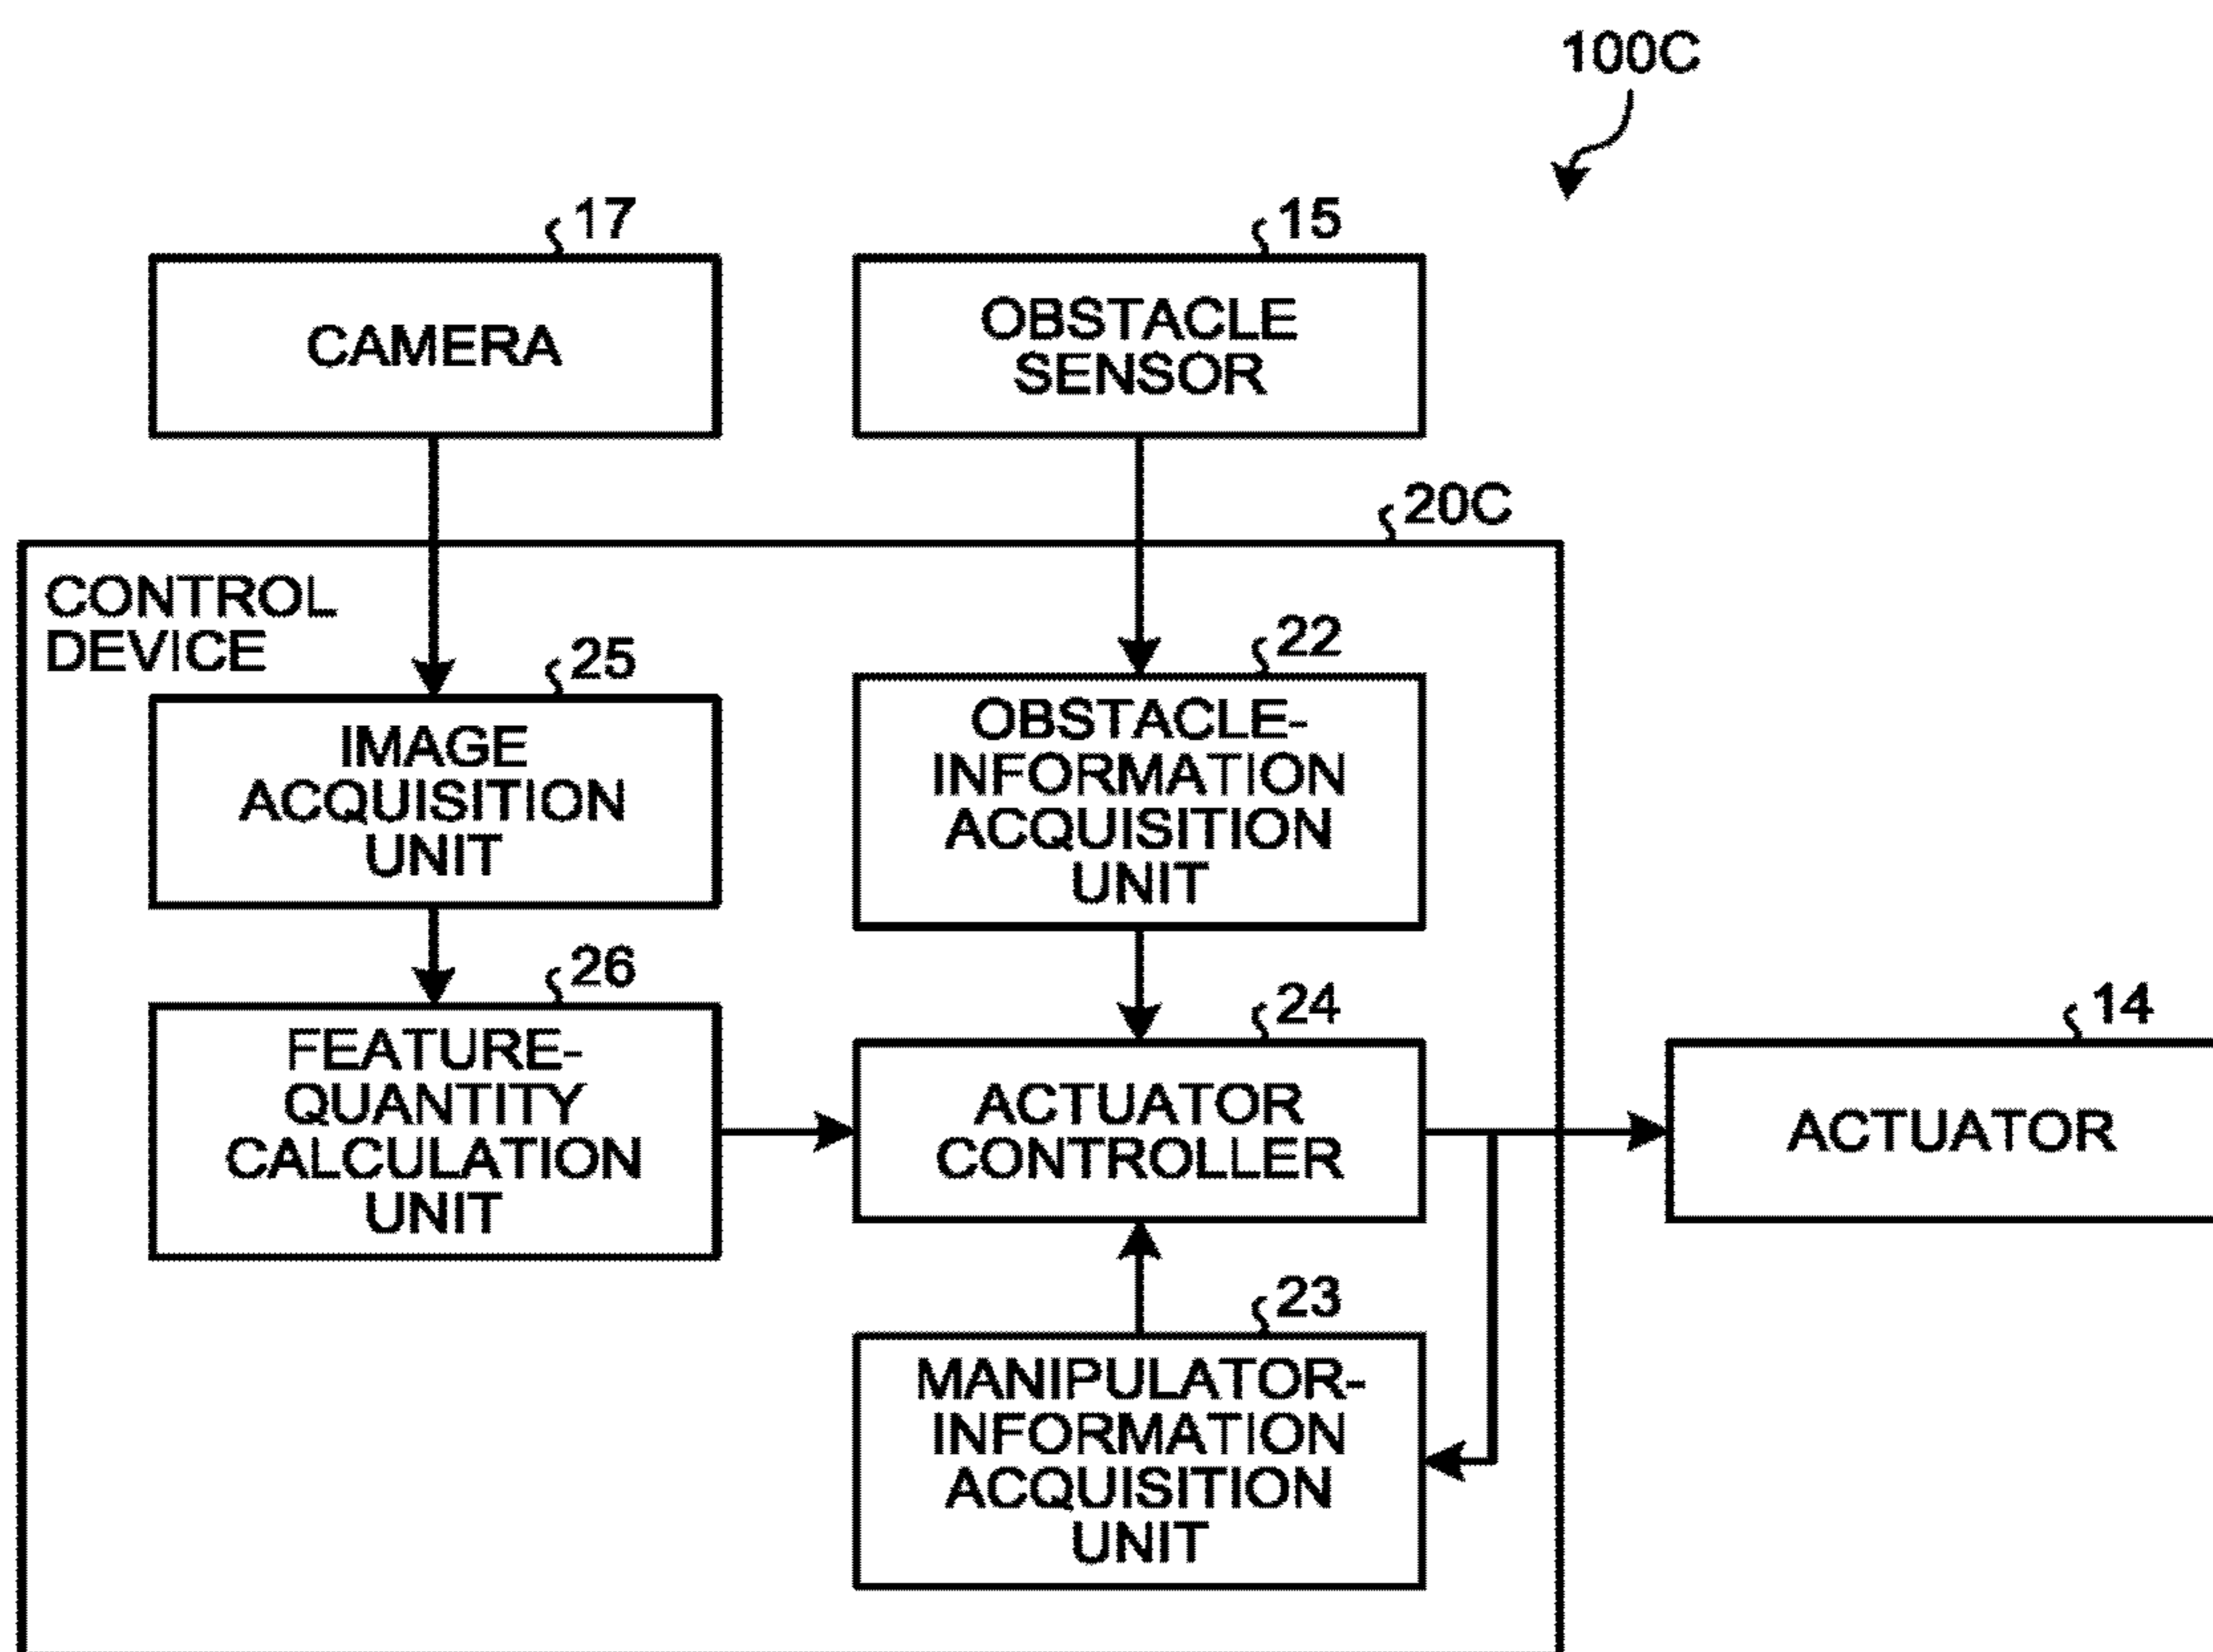 100C
17
15
CAMERA
OBSTACLE
SENSOR
20C
CONTROL
DEVICE
25
22
IMAGE
ACQUISITION
UNIT
OBSTACLE-
INFORMATION
ACQUISITION
UNIT
26
24
14
FEATURE-
QUANTITY
CALCULATION
UNIT
ACTUATOR
CONTROLLER
ACTUATOR
23
MANIPULATOR-
INFORMATION
ACQUISITION
UNIT